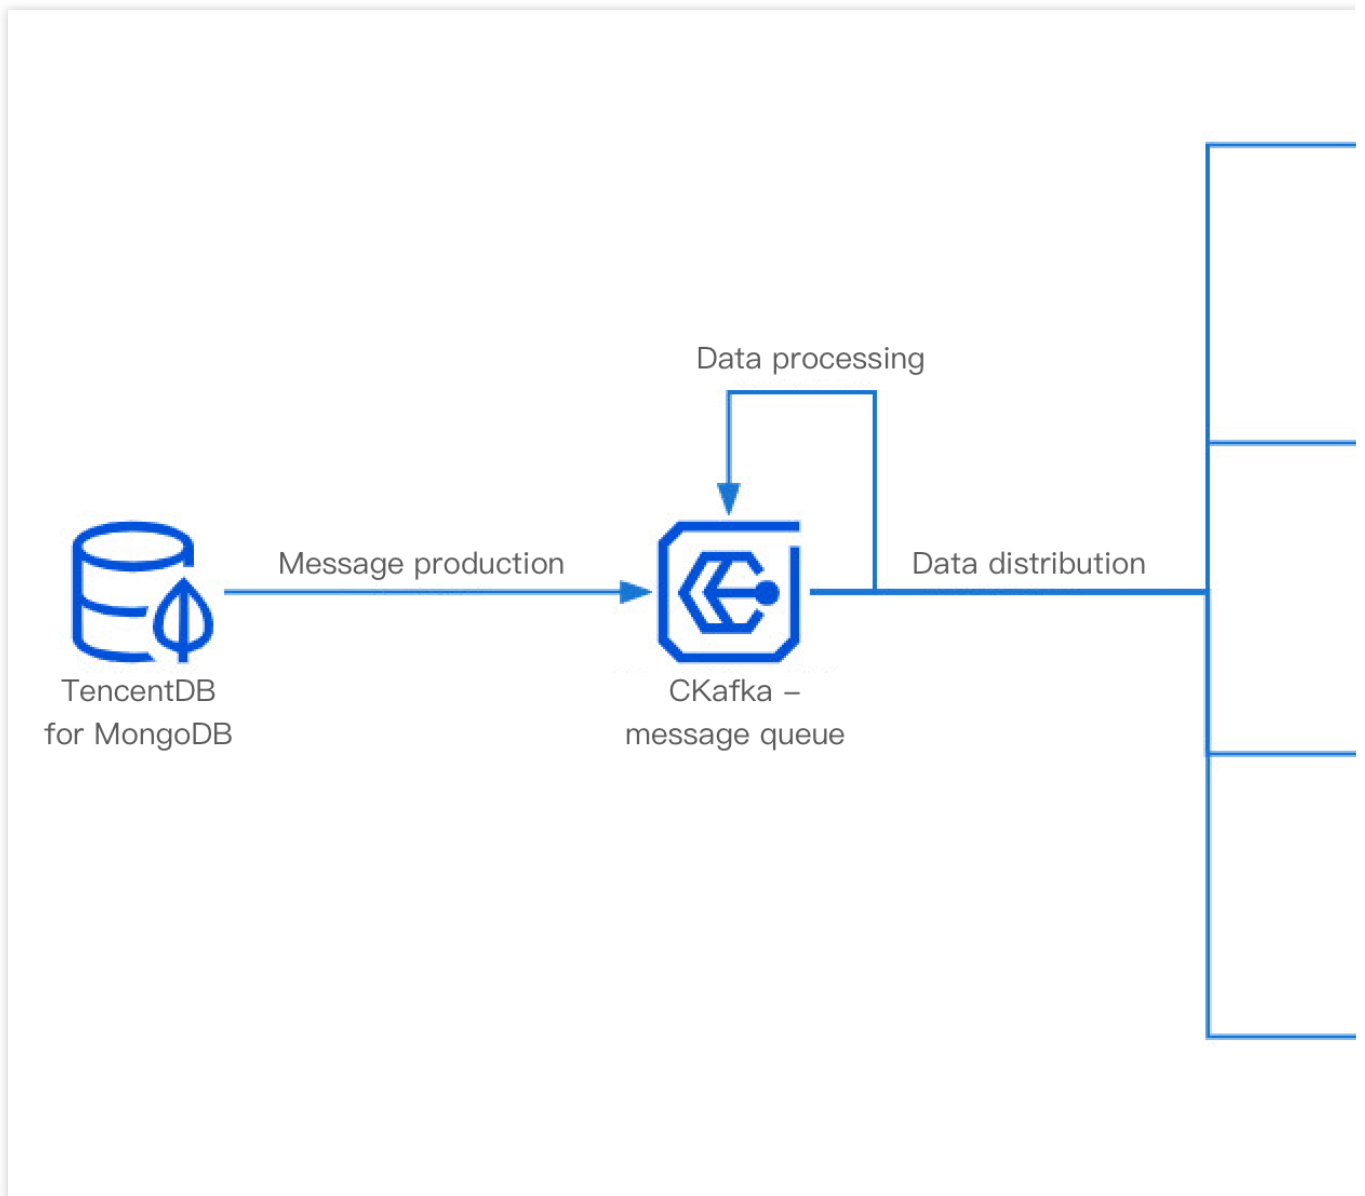 Data processing
Message production
Data distribution
TencentDB
for MongoDB
CKafka –
message queue